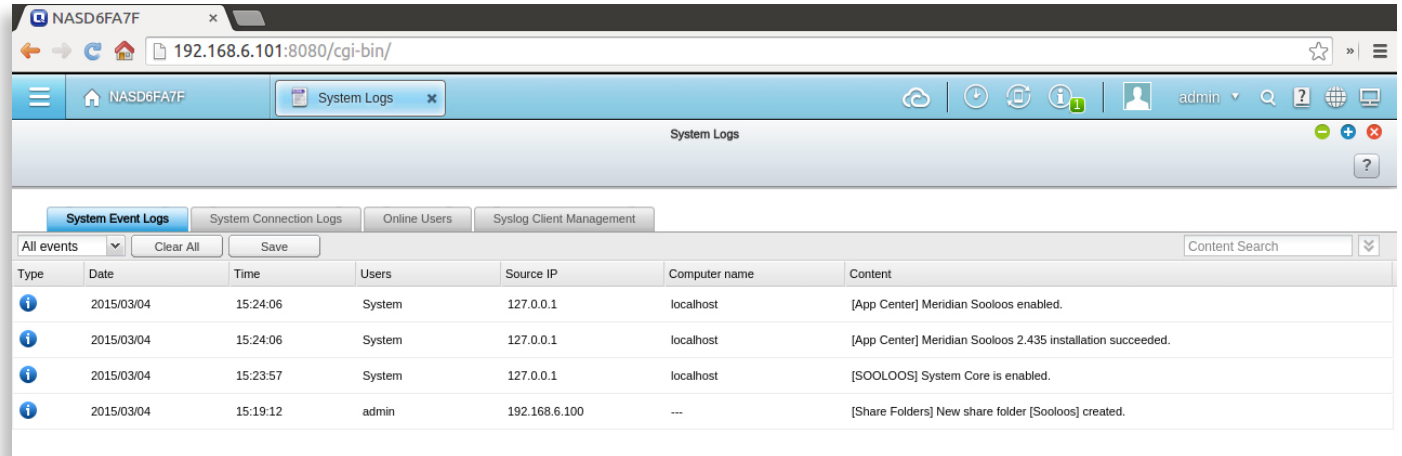 NASD6FA7F
192.168.6.101:8080/cgi-bin/
NASD6FA7F System Logs 1 admin ?
System Logs
?
System Event Logs System Connection Logs Online Users Syslog Client Management
All events Clear All Save Content Search
Type Date Time Users Source IP Computer name Content
2015/03/04 15:24:06 System 127.0.0.1 localhost [App Center] Meridian Sooloos enabled.
2015/03/04 15:24:06 System 127.0.0.1 localhost [App Center] Meridian Sooloos 2.435 installation succeeded.
2015/03/04 15:23:57 System 127.0.0.1 localhost [SOOLOOS] System Core is enabled.
2015/03/04 15:19:12 admin 192.168.6.100 --- [Share Folders] New share folder [Sooloos] created.